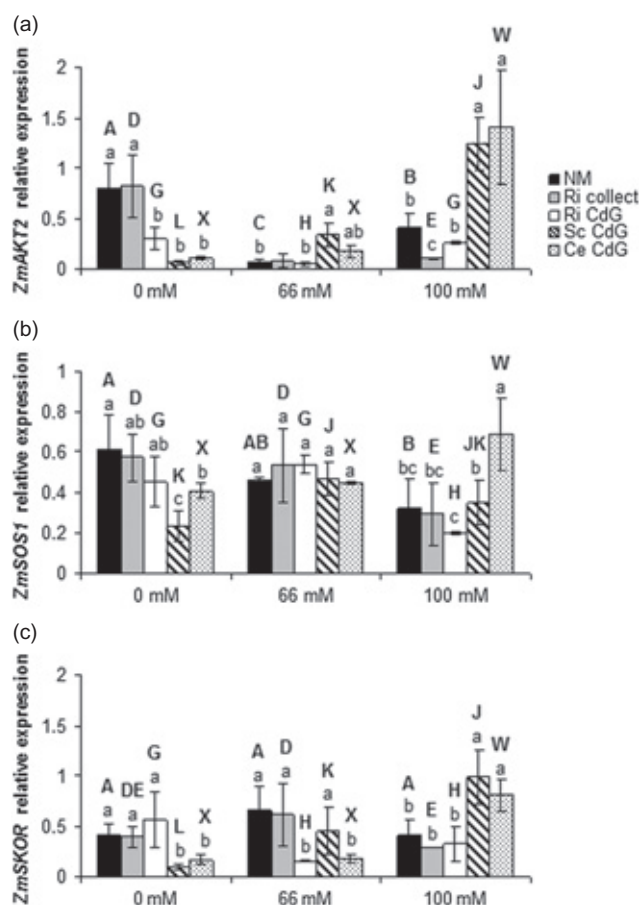 (a)
ZmAKT2 relative expression
2
1.5
1
0.5
0
A D G L X
a a b b b
C H K X
b b a ab
B E G J W
b c b a a
0 mM 66 mM 100 mM
NM
Ri collect
Ri CdG
Sc CdG
Ce CdG
(b)
ZmSOS1 relative expression
1
0.8
0.6
0.4
0.2
0
A D G K X
a ab ab c b
AB D G J X
a a a a a
B E H JK W
bc bc c b a
0 mM 66 mM 100 mM
(c)
ZmSKOR relative expression
2
1.5
1
0.5
0
A DE G L X
a a a b b
A D H K X
a a b a b
A E H J W
b b b a a
0 mM 66 mM 100 mM